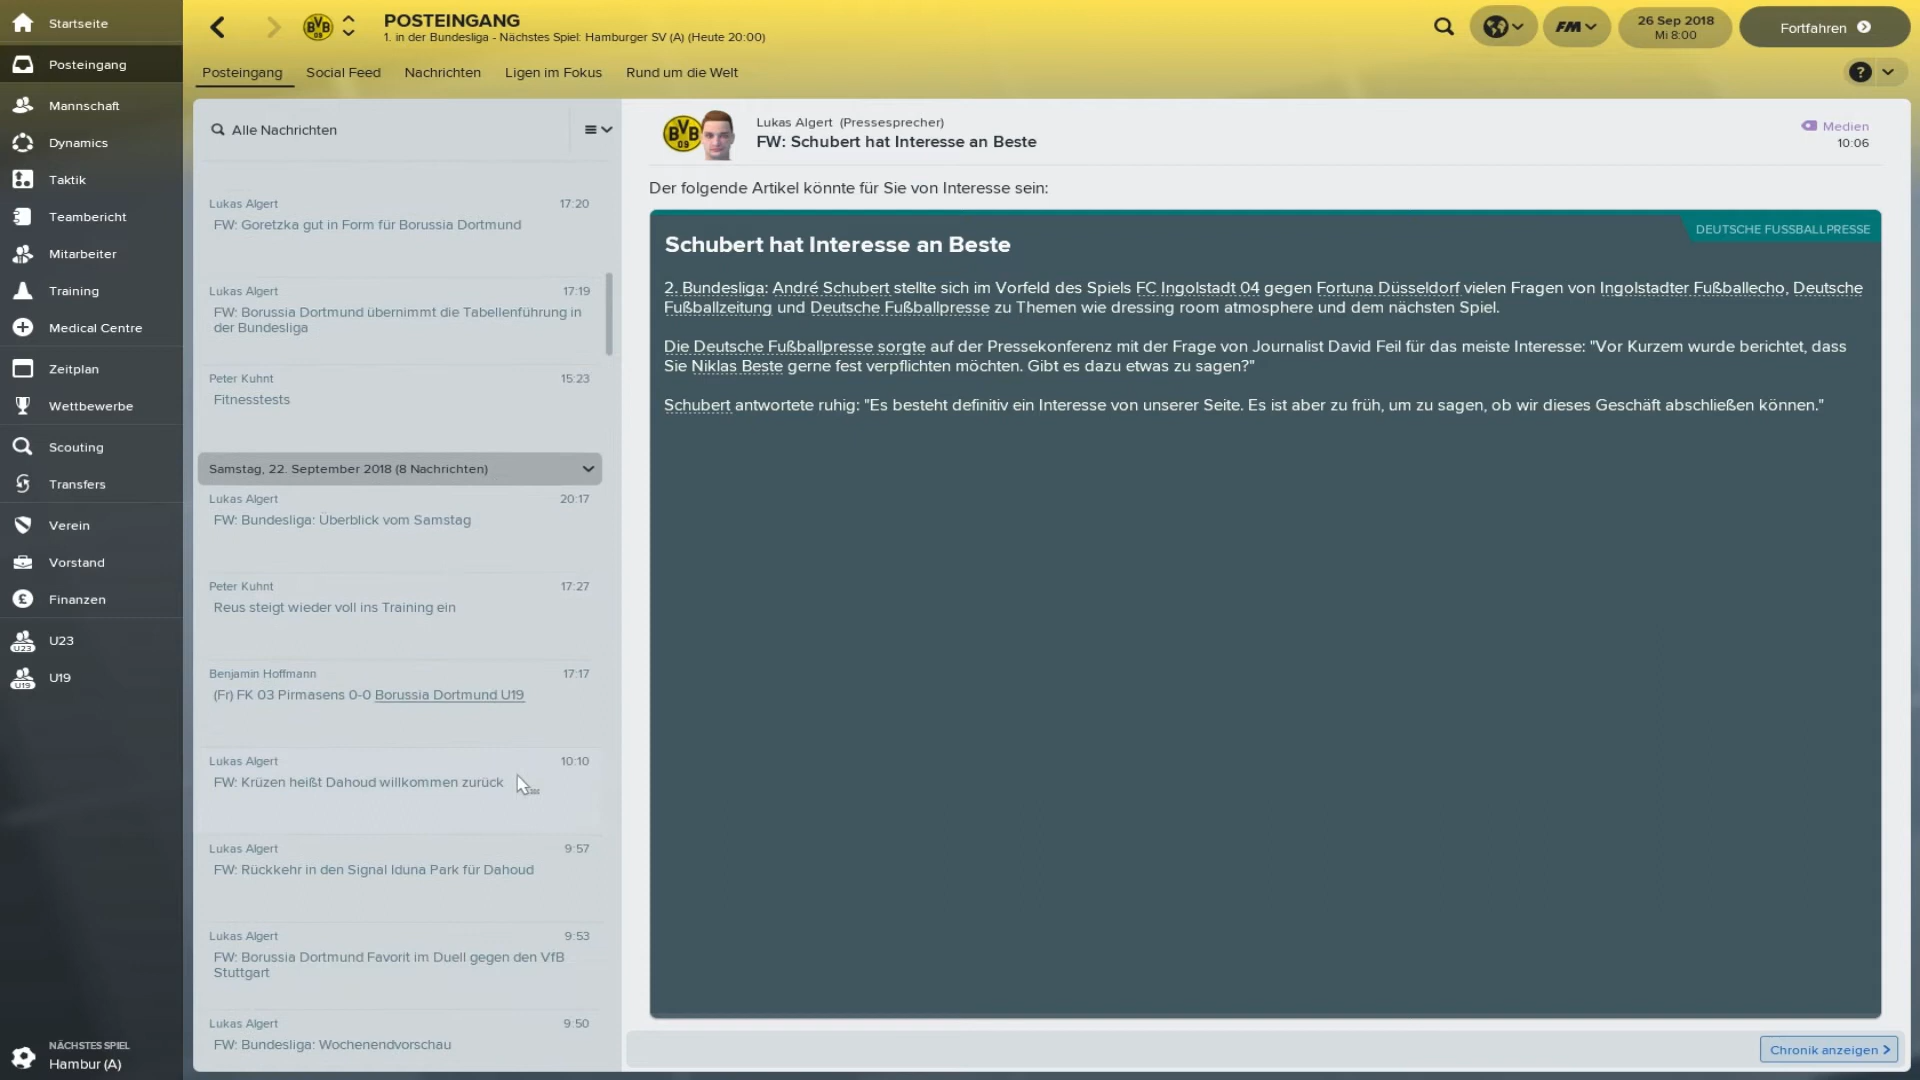 Startseite
Posteingang
Mannschaft
Dynamics
Taktik
Teambericht
Mitarbeiter
Training
Medical Centre
Zeitplan
Wettbewerbe
Scouting
Transfers
Verein
Vorstand
Finanzen
U23
U23
U19
U19
NÄCHSTES SPIEL
Hambur (A)
BVB
09
POSTEINGANG
1. in der Bundesliga - Nächstes Spiel: Hamburger SV (A) (Heute 20:00)
FM
26 Sep 2018
Mi 8:00
Fortfahren
Posteingang
Social Feed
Nachrichten
Ligen im Fokus
Rund um die Welt
?
Alle Nachrichten
Lukas Algert 17:20
FW: Goretzka gut in Form für Borussia Dortmund
Lukas Algert 17:19
FW: Borussia Dortmund übernimmt die Tabellenführung in
der Bundesliga
Peter Kuhnt 15:23
Fitnesstests
Samstag, 22. September 2018 (8 Nachrichten)
Lukas Algert 20:17
FW: Bundesliga: Überblick vom Samstag
Peter Kuhnt 17:27
Reus steigt wieder voll ins Training ein
Benjamin Hoffmann 17:17
(Fr) FK 03 Pirmasens 0-0 Borussia Dortmund U19
Lukas Algert 10:10
FW: Krüzen heißt Dahoud willkommen zurück
Lukas Algert 9:57
FW: Rückkehr in den Signal Iduna Park für Dahoud
Lukas Algert 9:53
FW: Borussia Dortmund Favorit im Duell gegen den VfB
Stuttgart
Lukas Algert 9:50
FW: Bundesliga: Wochenendvorschau
BVB
09
Lukas Algert (Pressesprecher)
FW: Schubert hat Interesse an Beste
Medien
10:06
Der folgende Artikel könnte für Sie von Interesse sein:
DEUTSCHE FUSSBALLPRESSE
Schubert hat Interesse an Beste
2. Bundesliga: André Schubert stellte sich im Vorfeld des Spiels FC Ingolstadt 04 gegen Fortuna Düsseldorf vielen Fragen von Ingolstadter Fußballecho, Deutsche
Fußballzeitung und Deutsche Fußballpresse zu Themen wie dressing room atmosphere und dem nächsten Spiel.
Die Deutsche Fußballpresse sorgte auf der Pressekonferenz mit der Frage von Journalist David Feil für das meiste Interesse: "Vor Kurzem wurde berichtet, dass
Sie Niklas Beste gerne fest verpflichten möchten. Gibt es dazu etwas zu sagen?"
Schubert antwortete ruhig: "Es besteht definitiv ein Interesse von unserer Seite. Es ist aber zu früh, um zu sagen, ob wir dieses Geschäft abschließen können."
Chronik anzeigen